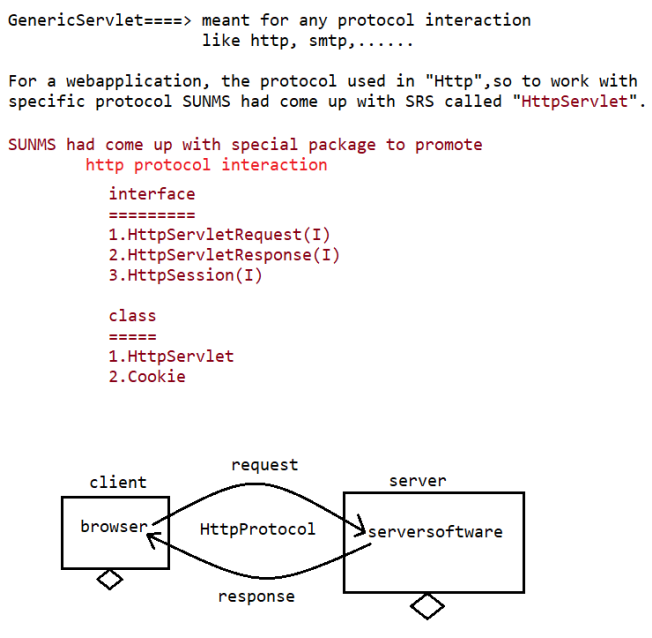 GenericServlet====> meant for any protocol interaction
like http, smtp,......
For a webapplication, the protocol used in "Http",so to work with
specific protocol SUNMS had come up with SRS called "HttpServlet".
SUNMS had come up with special package to promote
http protocol interaction
interface
=========
1.HttpServletRequest(I)
2.HttpServletResponse(I)
3.HttpSession(I)
class
=====
1.HttpServlet
2.Cookie
request
client
server
browser
HttpProtocol
serversoftware
response